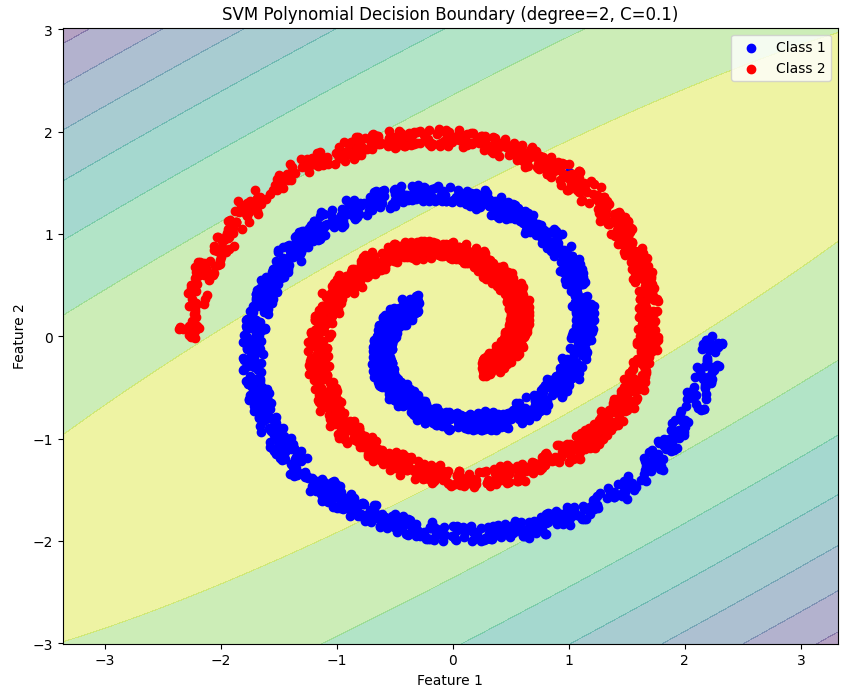 SVM Polynomial Decision Boundary (degree=2, C=0.1)
Class 1
Class 2
3
2
1
0
−1
−2
−3
Feature 2
−3
−2
−1
0
1
2
3
Feature 1